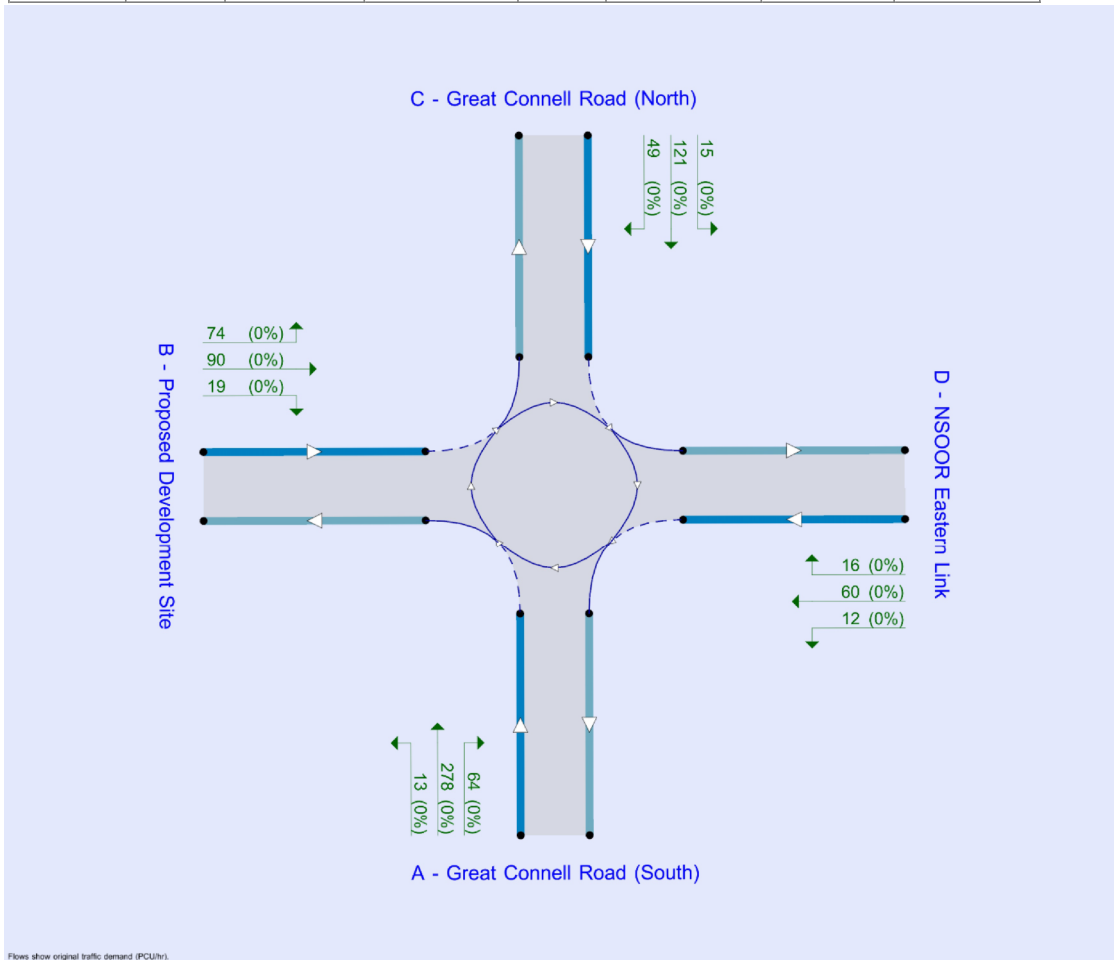 C - Great Connell Road (North)
15 (0%)
121 (0%)
49 (0%)
74 (0%)
90 (0%)
19 (0%)
B - Proposed Development Site
D - NSOOR Eastern Link
16 (0%)
60 (0%)
12 (0%)
64 (0%)
278 (0%)
13 (0%)
A - Great Connell Road (South)
Flows show original traffic demand (PCU/hr).